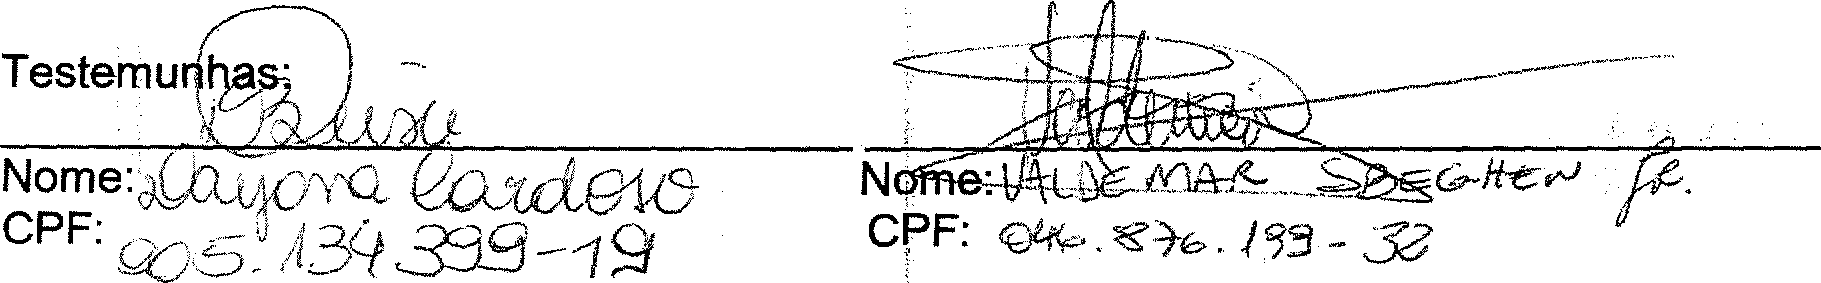 Testemunhas:
Nome: Dayana Cardoso
CPF: 005.134.399-19
Nome: VALDEMAR SBEGHEN JR.
CPF: 046.876.199-32